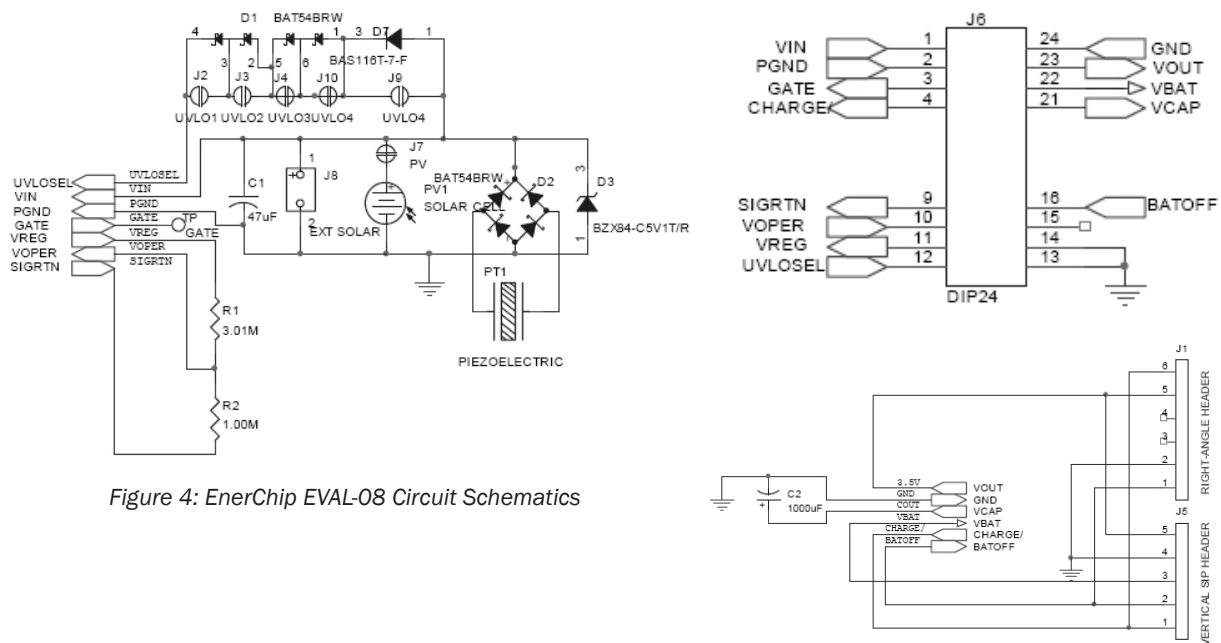 D1
BAT54BRW
4
1
3
D7
1
3
2
5
6
BAS116T-7-F
J2
J3
J4
J10
J9
UVLO1
UVLO2
UVLO3
UVLO4
UVLO4
UVLOSEL
VIN
PGND
GATE
VREG
VOPER
SIGRTN
UVLOSEL
VIN
PGND
GATE
VREG
VOPER
SIGRTN
TP
GATE
C1
47uF
1
+
J8
2
EXT SOLAR
J7
PV
+
PV1
SOLAR CELL
BAT54BRW
D2
+
-
3
D3
1
BZX84-C5V1T/R
PT1
PIEZOELECTRIC
R1
3.01M
R2
1.00M
Figure 4: EnerChip EVAL-08 Circuit Schematics
J6
VIN
1
24
GND
PGND
2
23
VOUT
GATE
3
22
VBAT
CHARGE/
4
21
VCAP
SIGRTN
9
16
BATOFF
VOPER
10
15
VREG
11
14
UVLOSEL
12
13
DIP24
J1
6
5
4
3
2
1
RIGHT-ANGLE HEADER
C2
1000uF
+
3.5V
VOUT
GND
GND
COUT
VCAP
VBAT
VBAT
CHARGE/
CHARGE/
BATOFF
BATOFF
J5
5
4
3
2
1
VERTICAL SIP HEADER